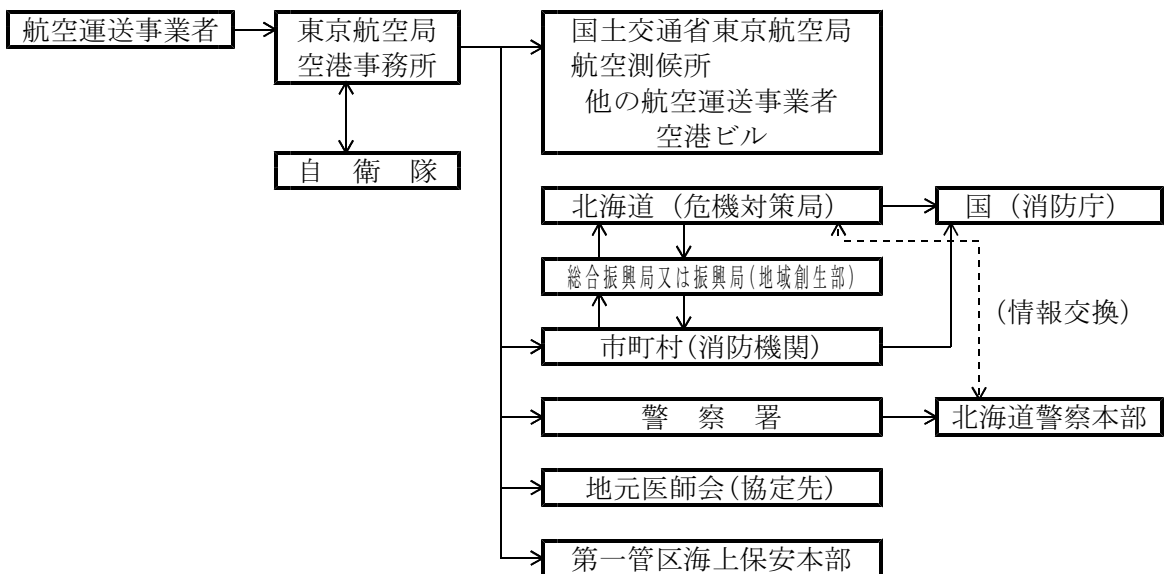 航空運送事業者
東京航空局
空港事務所
自　衛　隊
国土交通省東京航空局
航空測候所
他の航空運送事業者
空港ビル
北海道（危機対策局）
国（消防庁）
総合振興局又は振興局(地域創生部)
(情報交換)
市町村(消防機関)
警　察　署
北海道警察本部
地元医師会(協定先)
第一管区海上保安本部